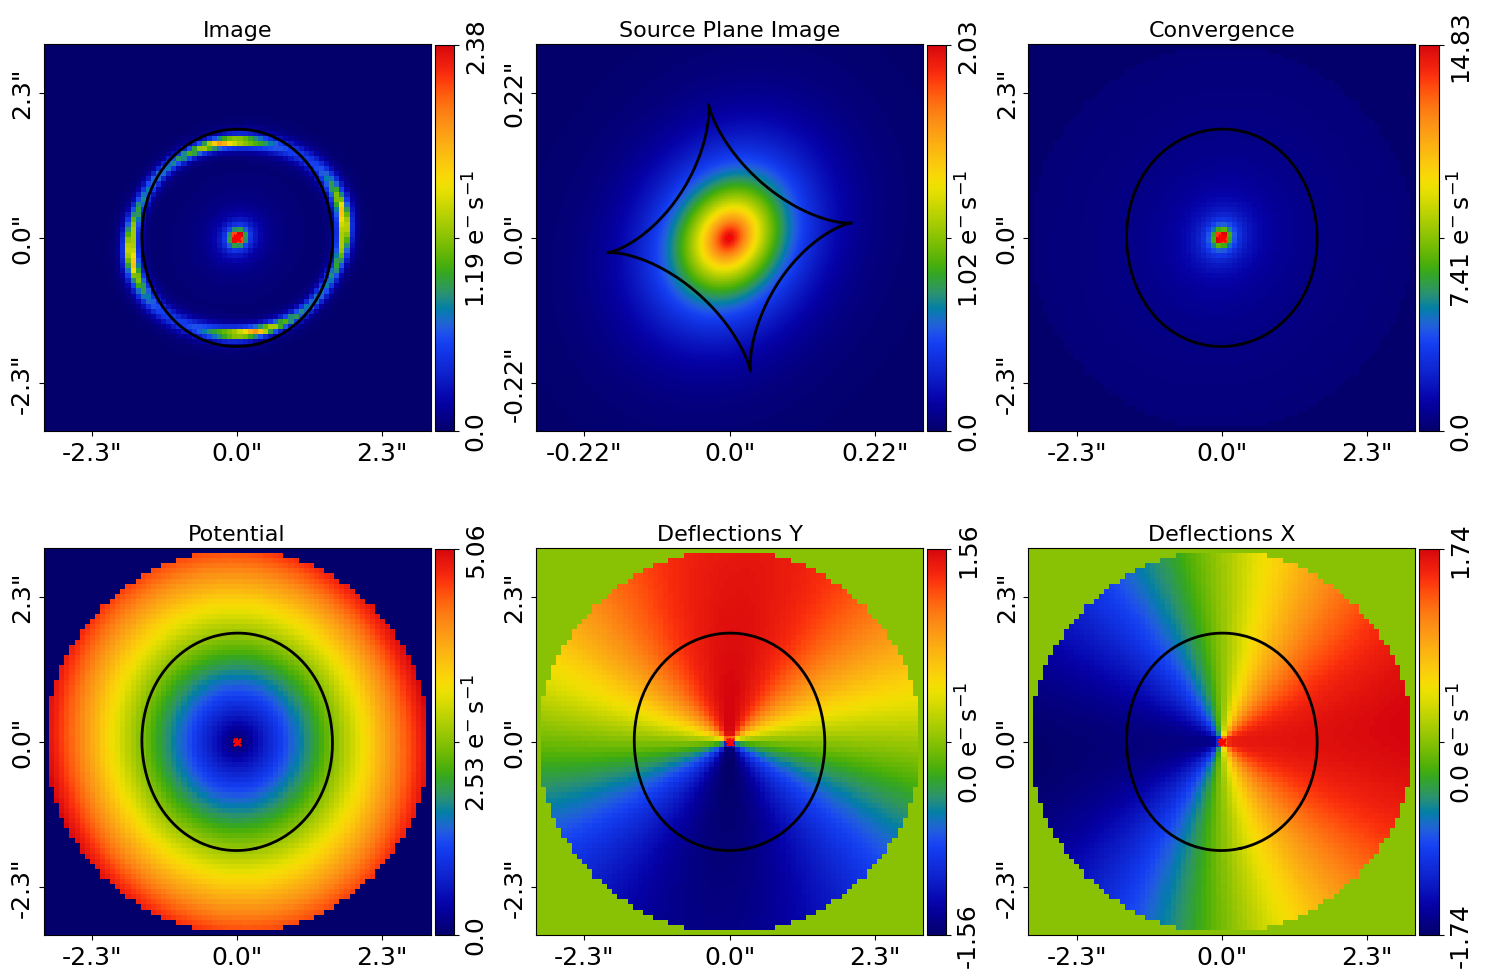 Image
2.3"
0.0"
-2.3"
-2.3" 0.0" 2.3"
2.38
1.19 e⁻ s⁻¹
0.0
Source Plane Image
0.22"
0.0"
-0.22"
-0.22" 0.0" 0.22"
2.03
1.02 e⁻ s⁻¹
0.0
Convergence
2.3"
0.0"
-2.3"
-2.3" 0.0" 2.3"
14.83
7.41 e⁻ s⁻¹
0.0
Potential
2.3"
0.0"
-2.3"
-2.3" 0.0" 2.3"
5.06
2.53 e⁻ s⁻¹
0.0
Deflections Y
2.3"
0.0"
-2.3"
-2.3" 0.0" 2.3"
1.56
0.0 e⁻ s⁻¹
-1.56
Deflections X
2.3"
0.0"
-2.3"
-2.3" 0.0" 2.3"
1.74
0.0 e⁻ s⁻¹
-1.74